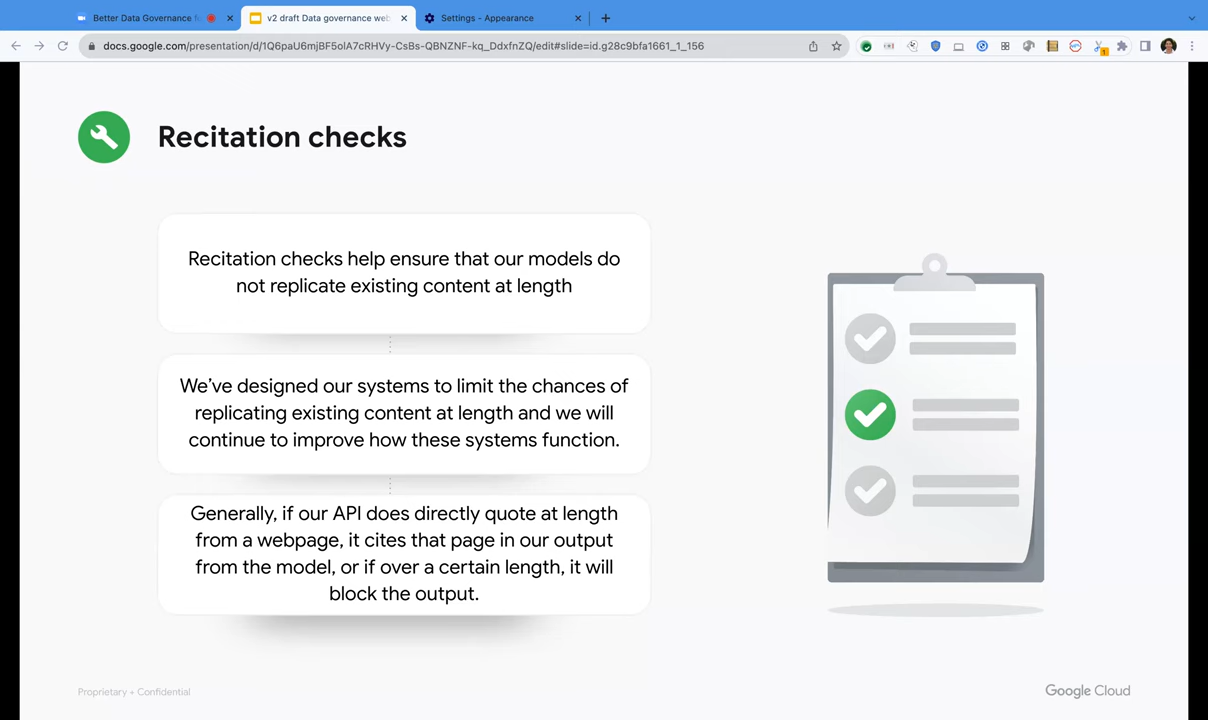 Better Data Governance f
v2 draft Data governance web
Settings - Appearance
docs.google.com/presentation/d/1Q6paU6mjBF5olA7cRHVy-CsBs-QBNZNF-kq_DdxfnZQ/edit#slide=id.g28c9bfa1661_1_156
1
Recitation checks
Recitation checks help ensure that our models do
not replicate existing content at length
We’ve designed our systems to limit the chances of
replicating existing content at length and we will
continue to improve how these systems function.
Generally, if our API does directly quote at length
from a webpage, it cites that page in our output
from the model, or if over a certain length, it will
block the output.
Proprietary + Confidential
Google Cloud